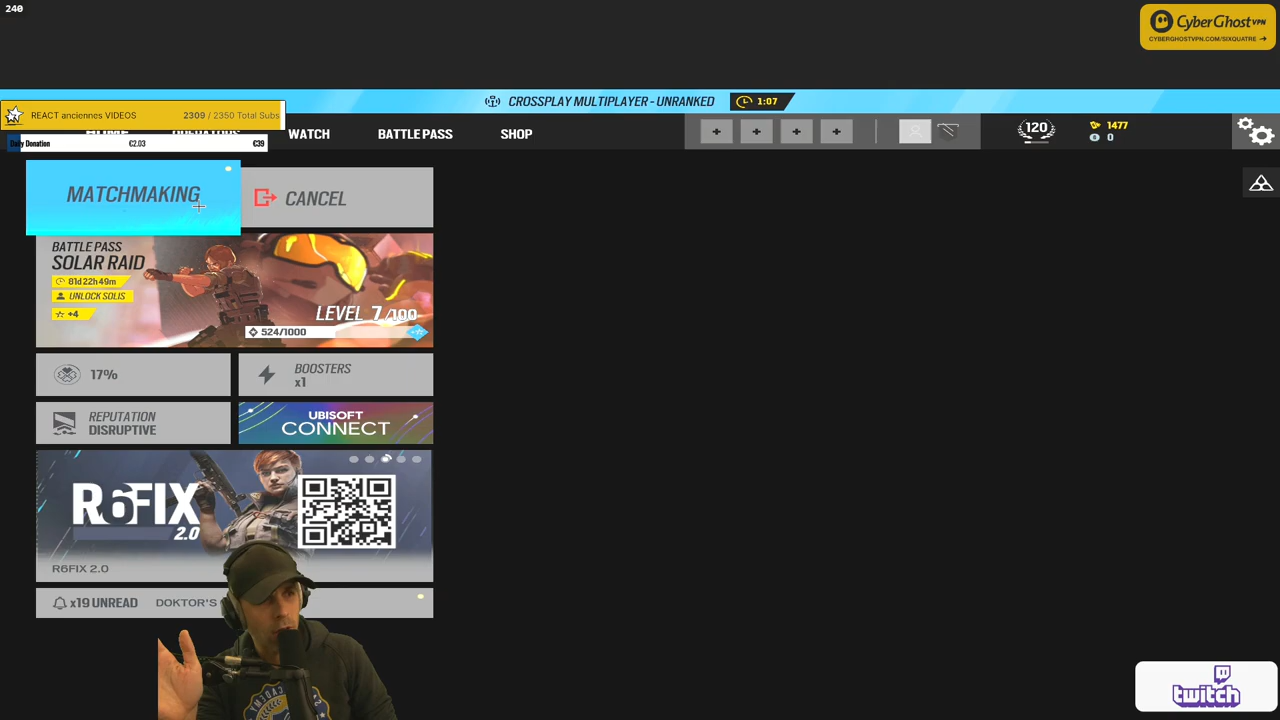 240
CyberGhost VPN
CYBERGHOSTVPN.COM/SIXQUATRE
CROSSPLAY MULTIPLAYER - UNRANKED
1:07
REACT anciennes VIDEOS
2309 / 2350 Total Subs
HOME
OPERATORS
WATCH
BATTLE PASS
SHOP
120
1477
0
Daily Donation
€2.03
€39
MATCHMAKING
CANCEL
BATTLE PASS
SOLAR RAID
81d 22h 49m
UNLOCK SOLIS
+4
LEVEL 7/100
524/1000
17%
BOOSTERS
x1
REPUTATION
DISRUPTIVE
UBISOFT
CONNECT
R6FIX
2.0
R6FIX 2.0
x19 UNREAD
DOKTOR'S
twitch